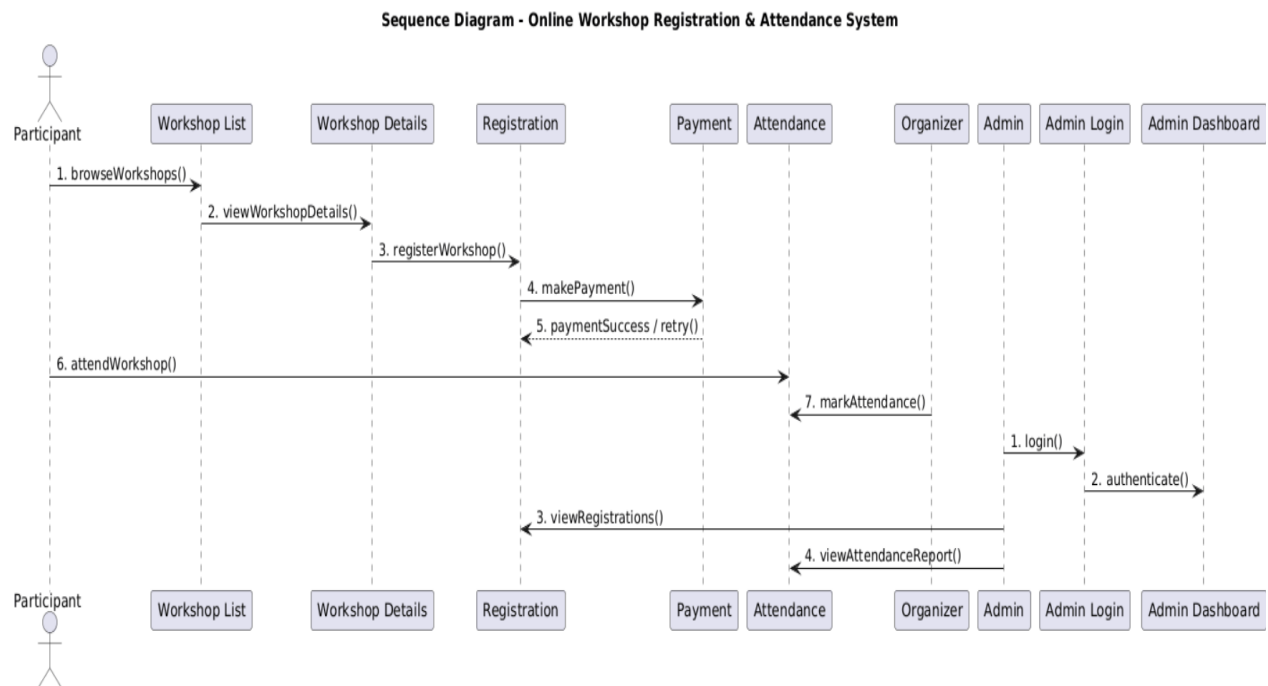 Sequence Diagram - Online Workshop Registration & Attendance System
Participant
Workshop List
Workshop Details
Registration
Payment
Attendance
Organizer
Admin
Admin Login
Admin Dashboard
1. browseWorkshops()
2. viewWorkshopDetails()
3. registerWorkshop()
4. makePayment()
5. paymentSuccess / retry()
6. attendWorkshop()
7. markAttendance()
1. login()
2. authenticate()
3. viewRegistrations()
4. viewAttendanceReport()
Participant
Workshop List
Workshop Details
Registration
Payment
Attendance
Organizer
Admin
Admin Login
Admin Dashboard